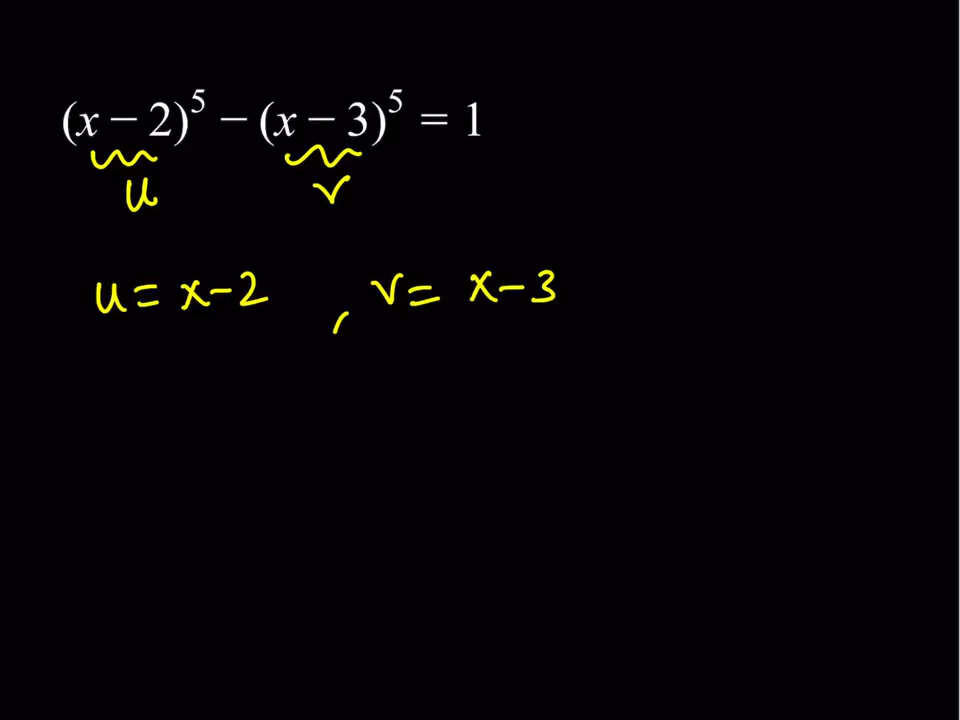 (x − 2)⁵ − (x − 3)⁵ = 1
u v
u = x − 2 , v = x − 3